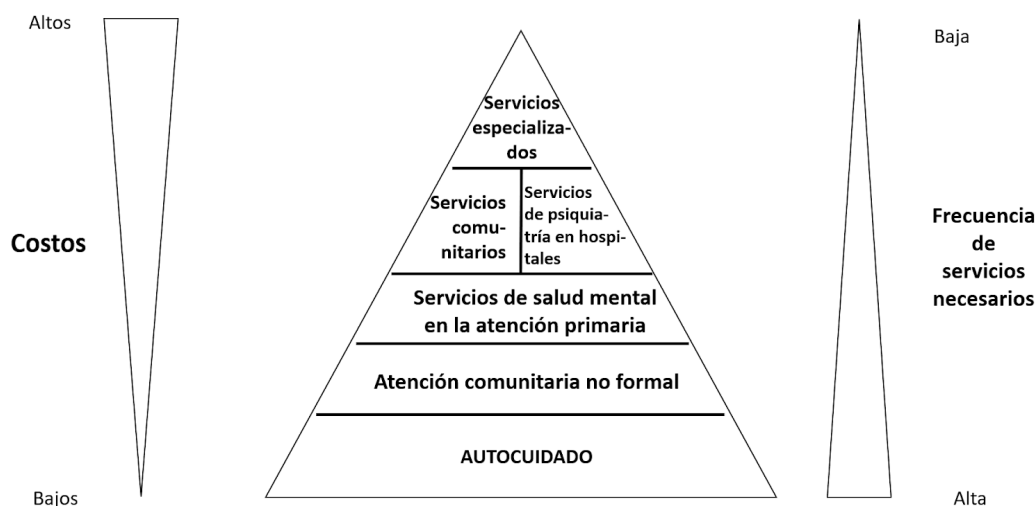 Altos
Baja
Servicios
especializa-
dos
Servicios
comu-
nitarios
Servicios
de psiquia-
tría en hospi-
tales
Costos
Frecuencia
de
servicios
necesarios
Servicios de salud mental
en la atención primaria
Atención comunitaria no formal
AUTOCUIDADO
Bajos
Alta